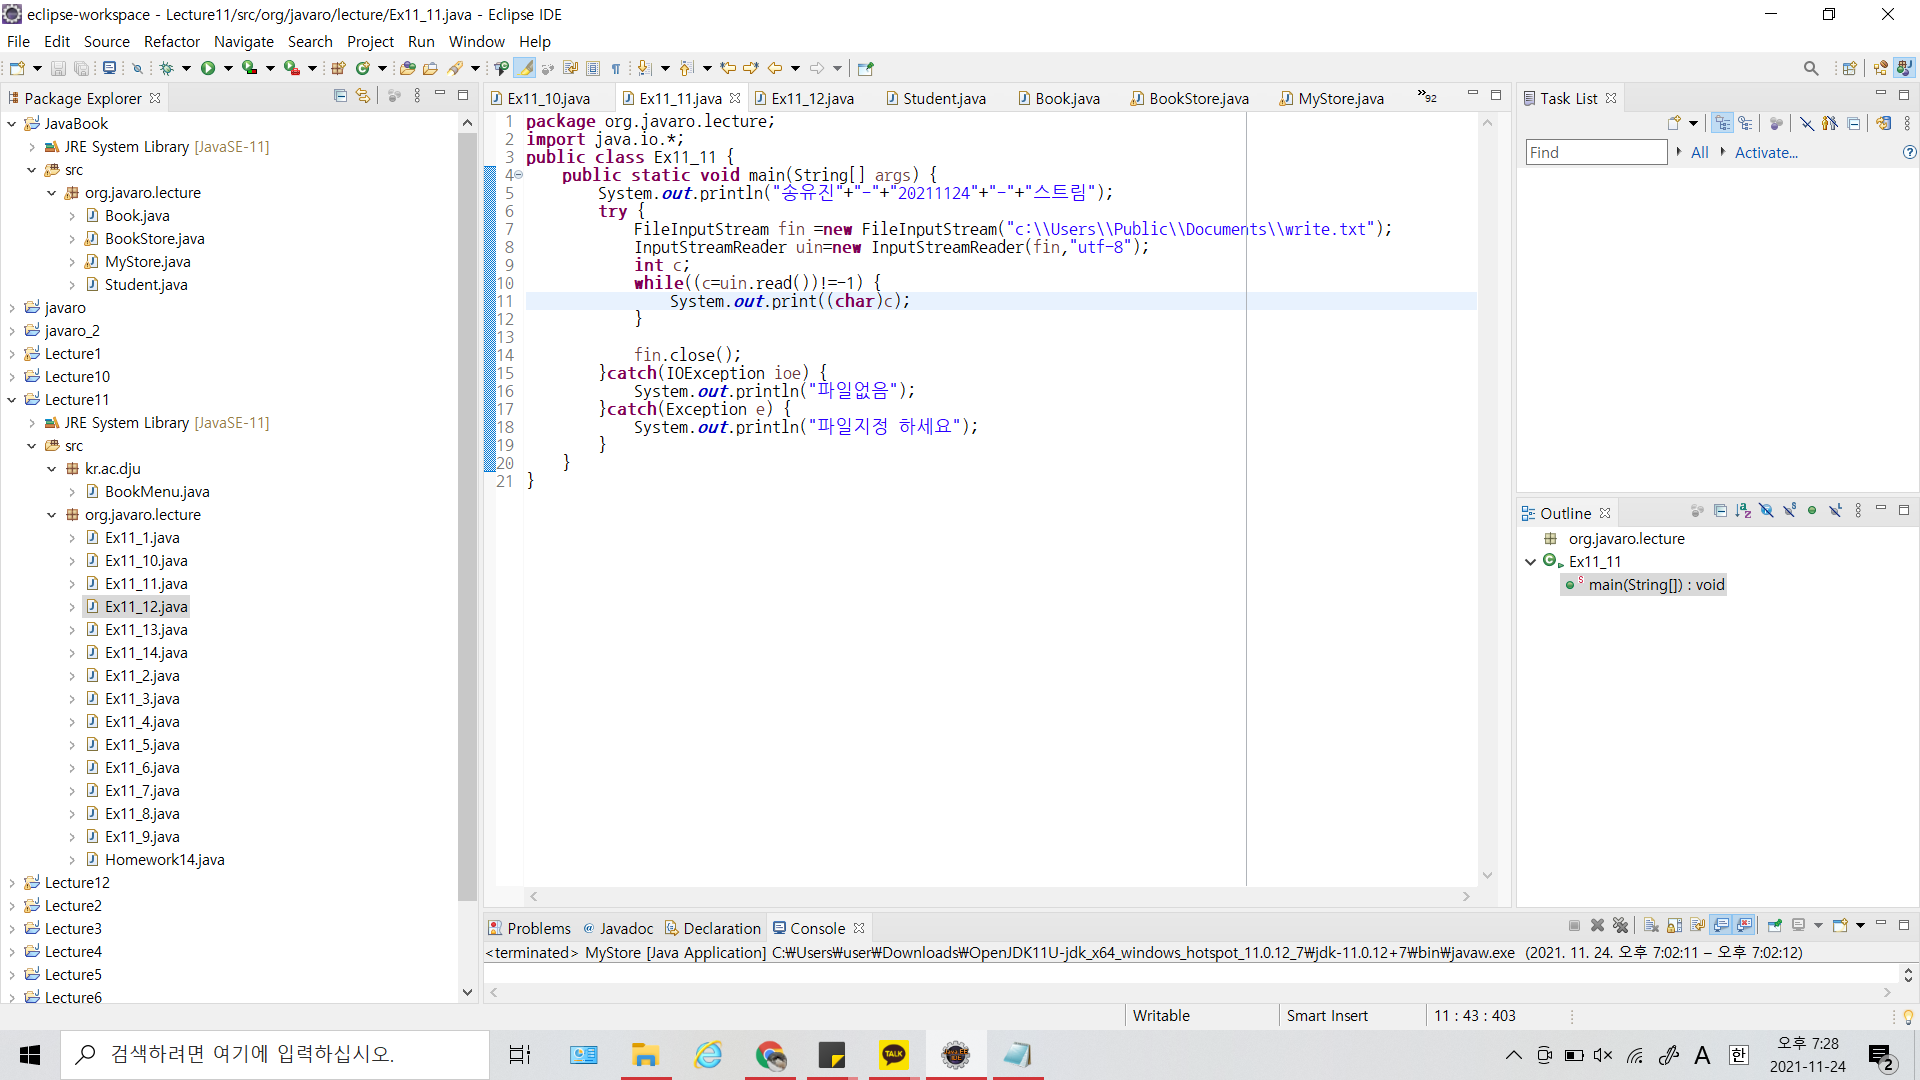 eclipse-workspace - Lecture11/src/org/javaro/lecture/Ex11_11.java - Eclipse IDE
File Edit Source Refactor Navigate Search Project Run Window Help
Package Explorer
JavaBook
JRE System Library [JavaSE-11]
src
org.javaro.lecture
Book.java
BookStore.java
MyStore.java
Student.java
javaro
javaro_2
Lecture1
Lecture10
Lecture11
JRE System Library [JavaSE-11]
src
kr.ac.dju
BookMenu.java
org.javaro.lecture
Ex11_1.java
Ex11_10.java
Ex11_11.java
Ex11_12.java
Ex11_13.java
Ex11_14.java
Ex11_2.java
Ex11_3.java
Ex11_4.java
Ex11_5.java
Ex11_6.java
Ex11_7.java
Ex11_8.java
Ex11_9.java
Homework14.java
Lecture12
Lecture2
Lecture3
Lecture4
Lecture5
Lecture6
Ex11_10.java Ex11_11.java Ex11_12.java Student.java Book.java BookStore.java MyStore.java »92
1 package org.javaro.lecture;
2 import java.io.*;
3 public class Ex11_11 {
4 public static void main(String[] args) {
5 System.out.println("송유진"+"-"+"20211124"+"-"+"스트림");
6 try {
7 FileInputStream fin =new FileInputStream("c:\\Users\\Public\\Documents\\write.txt");
8 InputStreamReader uin=new InputStreamReader(fin,"utf-8");
9 int c;
10 while((c=uin.read())!=-1) {
11 System.out.print((char)c);
12 }
13
14 fin.close();
15 }catch(IOException ioe) {
16 System.out.println("파일없음");
17 }catch(Exception e) {
18 System.out.println("파일지정 하세요");
19 }
20 }
21 }
Task List
Find All Activate...
Outline
org.javaro.lecture
Ex11_11
main(String[]) : void
Problems @ Javadoc Declaration Console
<terminated> MyStore [Java Application] C:₩Users₩user₩Downloads₩OpenJDK11U-jdk_x64_windows_hotspot_11.0.12_7₩jdk-11.0.12+7₩bin₩javaw.exe (2021. 11. 24. 오후 7:02:11 – 오후 7:02:12)
Writable Smart Insert 11 : 43 : 403
검색하려면 여기에 입력하십시오.
TALK
A 한
오후 7:28
2021-11-24
2